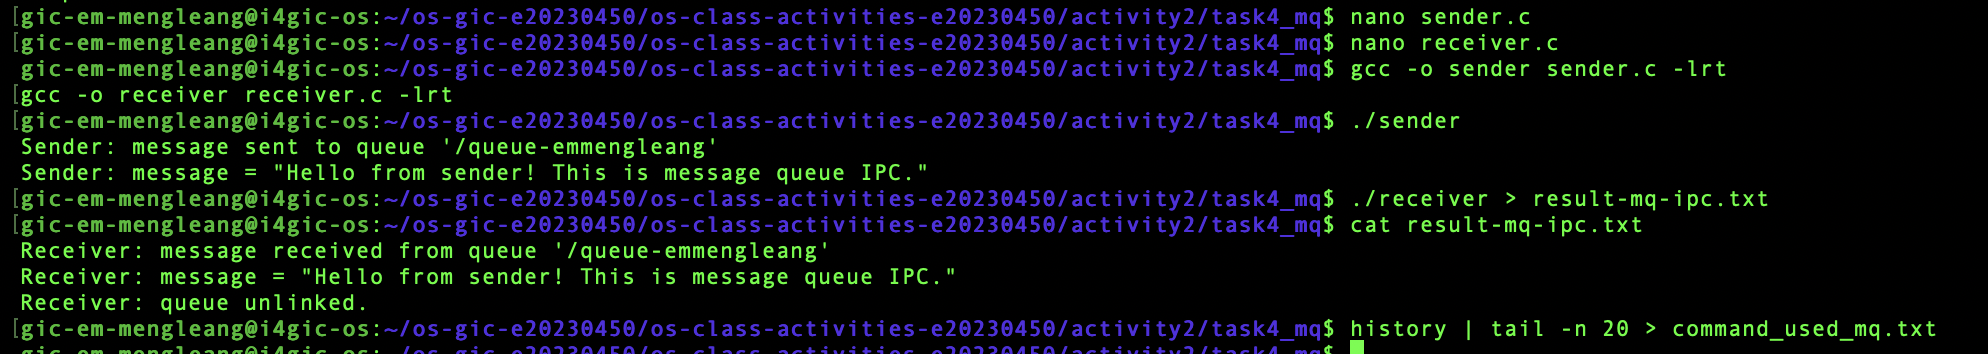 [gic-em-mengleang@i4gic-os:~/os-gic-e20230450/os-class-activities-e20230450/activity2/task4_mq$ nano sender.c
[gic-em-mengleang@i4gic-os:~/os-gic-e20230450/os-class-activities-e20230450/activity2/task4_mq$ nano receiver.c
gic-em-mengleang@i4gic-os:~/os-gic-e20230450/os-class-activities-e20230450/activity2/task4_mq$ gcc -o sender sender.c -lrt
[gcc -o receiver receiver.c -lrt
[gic-em-mengleang@i4gic-os:~/os-gic-e20230450/os-class-activities-e20230450/activity2/task4_mq$ ./sender
Sender: message sent to queue '/queue-emmengleang'
Sender: message = "Hello from sender! This is message queue IPC."
[gic-em-mengleang@i4gic-os:~/os-gic-e20230450/os-class-activities-e20230450/activity2/task4_mq$ ./receiver > result-mq-ipc.txt
[gic-em-mengleang@i4gic-os:~/os-gic-e20230450/os-class-activities-e20230450/activity2/task4_mq$ cat result-mq-ipc.txt
Receiver: message received from queue '/queue-emmengleang'
Receiver: message = "Hello from sender! This is message queue IPC."
Receiver: queue unlinked.
[gic-em-mengleang@i4gic-os:~/os-gic-e20230450/os-class-activities-e20230450/activity2/task4_mq$ history | tail -n 20 > command_used_mq.txt